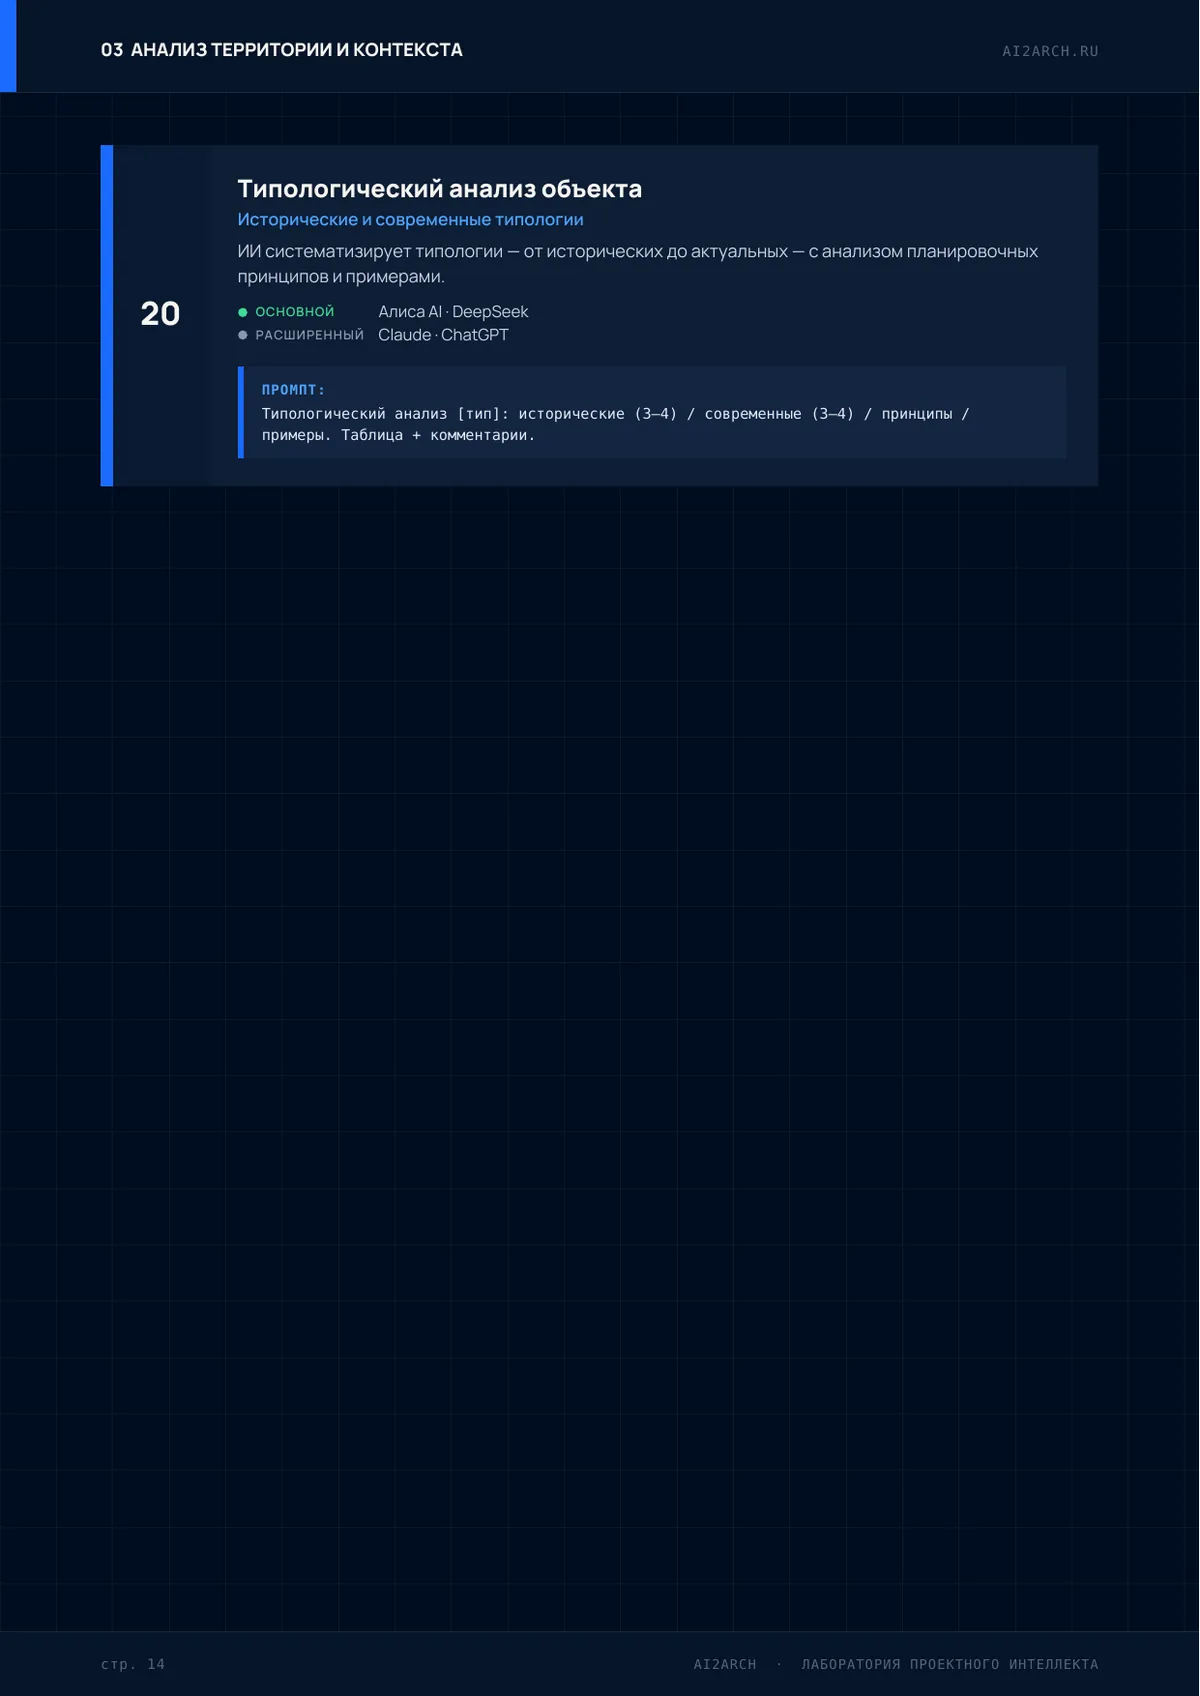 03 АНАЛИЗ ТЕРРИТОРИИ И КОНТЕКСТА
AI2ARCH.RU
Типологический анализ объекта
Исторические и современные типологии
ИИ систематизирует типологии — от исторических до актуальных — с анализом планировочных
принципов и примерами.
20
ОСНОВНОЙ Алиса AI · DeepSeek
РАСШИРЕННЫЙ Claude · ChatGPT
ПРОМПТ:
Типологический анализ [тип]: исторические (3–4) / современные (3–4) / принципы /
примеры. Таблица + комментарии.
стр. 14
AI2ARCH · ЛАБОРАТОРИЯ ПРОЕКТНОГО ИНТЕЛЛЕКТА